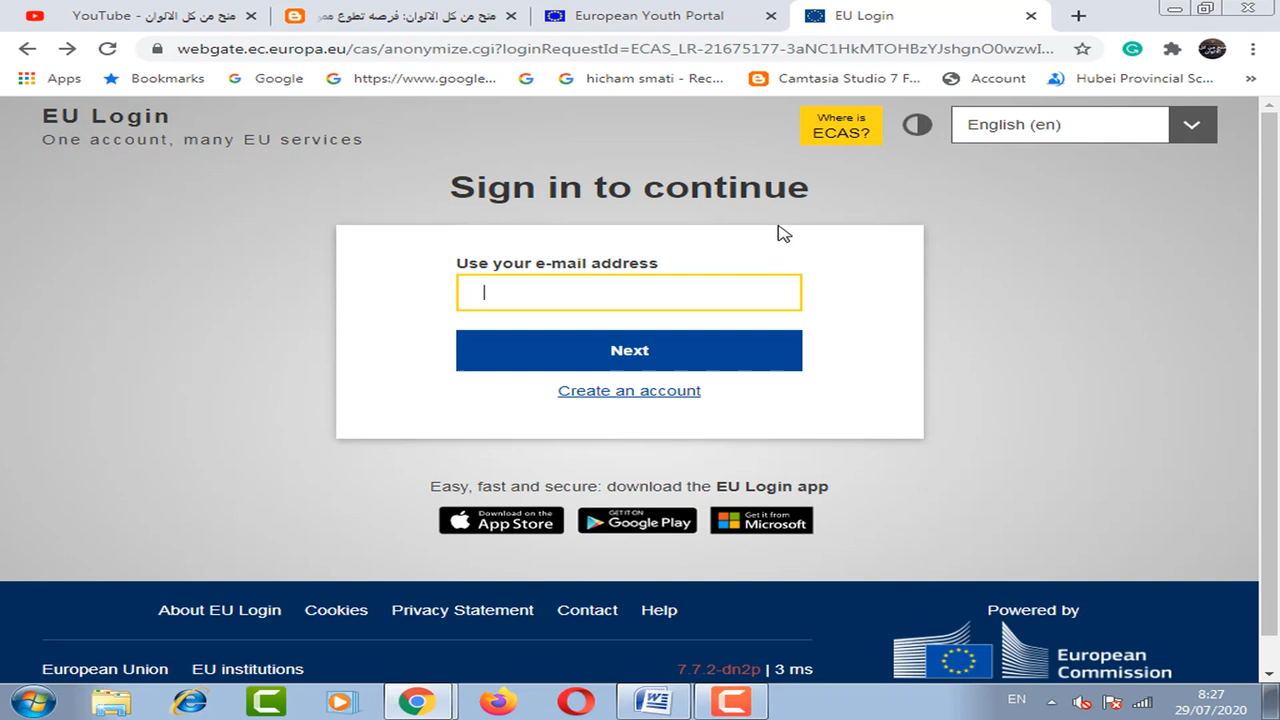 YouTube - منح من كل الالوان
منح من كل الالوان: فرصه تطوع ممو
European Youth Portal
EU Login
webgate.ec.europa.eu/cas/anonymize.cgi?loginRequestId=ECAS_LR-21675177-3aNC1HkMTOHBzYJshgnO0wzwI...
Apps
Bookmarks
Google
https://www.google...
hicham smati - Rec...
Camtasia Studio 7 F...
Account
Hubei Provincial Sc...
»
EU Login
One account, many EU services
Where is
ECAS?
English (en)
Sign in to continue
Use your e-mail address
Next
Create an account
Easy, fast and secure: download the EU Login app
Download on the
App Store
GET IT ON
Google Play
Get it from
Microsoft
About EU Login Cookies Privacy Statement Contact Help
Powered by
European Union EU institutions
7.7.2-dn2p | 3 ms
European
Commission
EN
8:27
29/07/2020